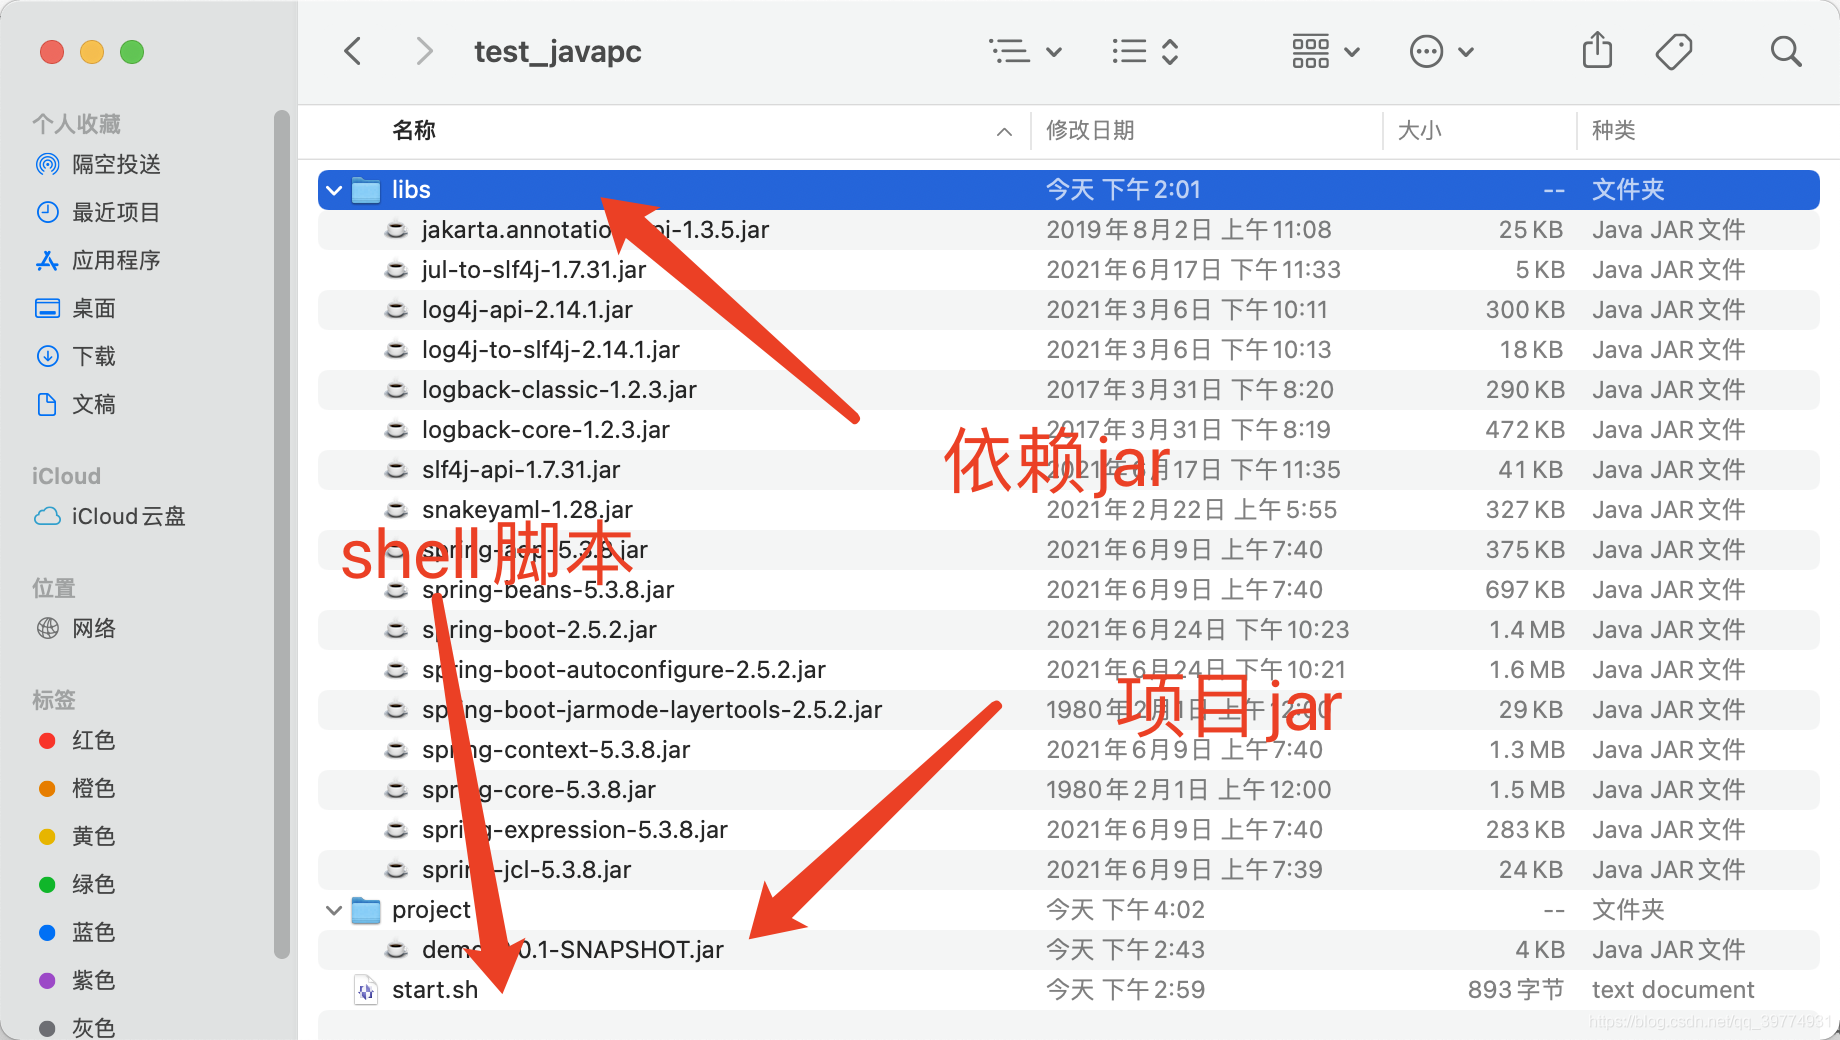 test_javapc
个人收藏
隔空投送
最近项目
应用程序
桌面
下载
文稿
iCloud
iCloud云盘
位置
网络
标签
红色
橙色
黄色
绿色
蓝色
紫色
灰色
名称 修改日期 大小 种类
libs 今天 下午2:01 -- 文件夹
jakarta.annotation-api-1.3.5.jar 2019年8月2日 上午11:08 25 KB Java JAR文件
jul-to-slf4j-1.7.31.jar 2021年6月17日 下午11:33 5 KB Java JAR文件
log4j-api-2.14.1.jar 2021年3月6日 下午10:11 300 KB Java JAR文件
log4j-to-slf4j-2.14.1.jar 2021年3月6日 下午10:13 18 KB Java JAR文件
logback-classic-1.2.3.jar 2017年3月31日 下午8:20 290 KB Java JAR文件
logback-core-1.2.3.jar 2017年3月31日 下午8:19 472 KB Java JAR文件
依赖jar
slf4j-api-1.7.31.jar 2021年6月17日 下午11:35 41 KB Java JAR文件
snakeyaml-1.28.jar 2021年2月22日 上午5:55 327 KB Java JAR文件
shell脚本
spring-aop-5.3.8.jar 2021年6月9日 上午7:40 375 KB Java JAR文件
spring-beans-5.3.8.jar 2021年6月9日 上午7:40 697 KB Java JAR文件
spring-boot-2.5.2.jar 2021年6月24日 下午10:23 1.4 MB Java JAR文件
spring-boot-autoconfigure-2.5.2.jar 2021年6月24日 下午10:21 1.6 MB Java JAR文件
项目jar
spring-boot-jarmode-layertools-2.5.2.jar 1980年2月1日 上午12:00 29 KB Java JAR文件
spring-context-5.3.8.jar 2021年6月9日 上午7:40 1.3 MB Java JAR文件
spring-core-5.3.8.jar 1980年2月1日 上午12:00 1.5 MB Java JAR文件
spring-expression-5.3.8.jar 2021年6月9日 上午7:40 283 KB Java JAR文件
spring-jcl-5.3.8.jar 2021年6月9日 上午7:39 24 KB Java JAR文件
project 今天 下午4:02 -- 文件夹
demo-0.0.1-SNAPSHOT.jar 今天 下午2:43 4 KB Java JAR文件
start.sh 今天 下午2:59 893字节 text document
https://blog.csdn.net/qq_39774931